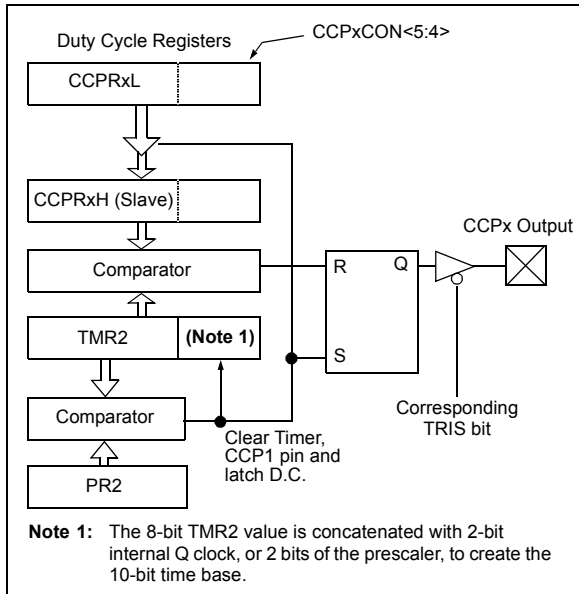 Duty Cycle Registers
CCPxCON<5:4>
CCPRxL
CCPRxH (Slave)
CCPx Output
Comparator
R
Q
TMR2
(Note 1)
S
Comparator
Clear Timer,
CCP1 pin and
latch D.C.
Corresponding
TRIS bit
PR2
Note 1: The 8-bit TMR2 value is concatenated with 2-bit
internal Q clock, or 2 bits of the prescaler, to create the
10-bit time base.